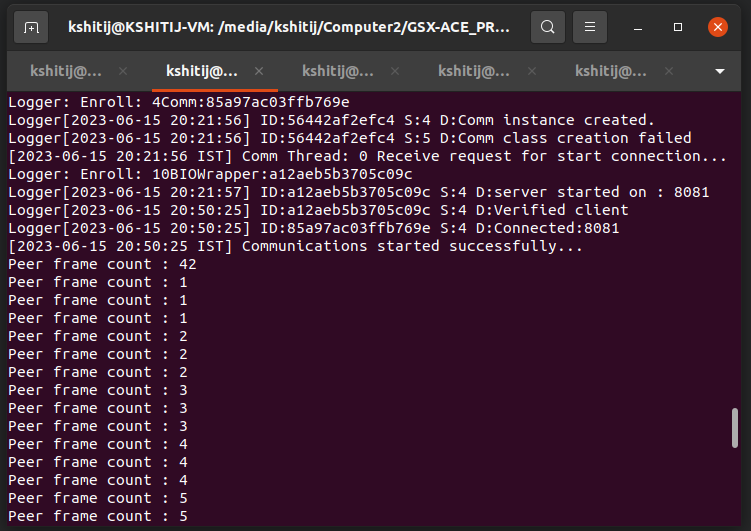 kshitij@KSHITIJ-VM: /media/kshitij/Computer2/GSX-ACE_PR...
kshitij@... × kshitij@... × kshitij@... × kshitij@... × kshitij@... ×
Logger: Enroll: 4Comm:85a97ac03ffb769e
Logger[2023-06-15 20:21:56] ID:56442af2efc4 S:4 D:Comm instance created.
Logger[2023-06-15 20:21:56] ID:56442af2efc4 S:5 D:Comm class creation failed
[2023-06-15 20:21:56 IST] Comm Thread: 0 Receive request for start connection...
Logger: Enroll: 10BIOWrapper:a12aeb5b3705c09c
Logger[2023-06-15 20:21:57] ID:a12aeb5b3705c09c S:4 D:server started on : 8081
Logger[2023-06-15 20:50:25] ID:a12aeb5b3705c09c S:4 D:Verified client
Logger[2023-06-15 20:50:25] ID:85a97ac03ffb769e S:4 D:Connected:8081
[2023-06-15 20:50:25 IST] Communications started successfully...
Peer frame count : 42
Peer frame count : 1
Peer frame count : 1
Peer frame count : 1
Peer frame count : 2
Peer frame count : 2
Peer frame count : 2
Peer frame count : 3
Peer frame count : 3
Peer frame count : 3
Peer frame count : 4
Peer frame count : 4
Peer frame count : 4
Peer frame count : 5
Peer frame count : 5